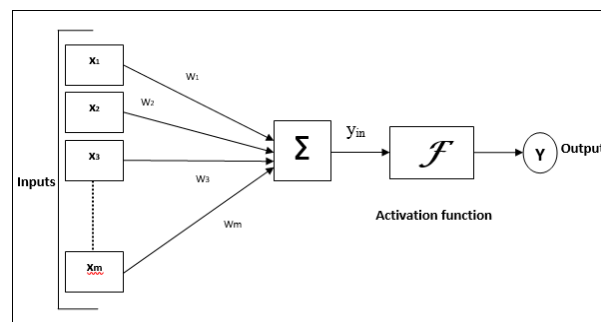 x1
w1
x2
w2
x3
Σ
yin
ℱ
Y
Output
Inputs
w3
wm
Activation function
xm